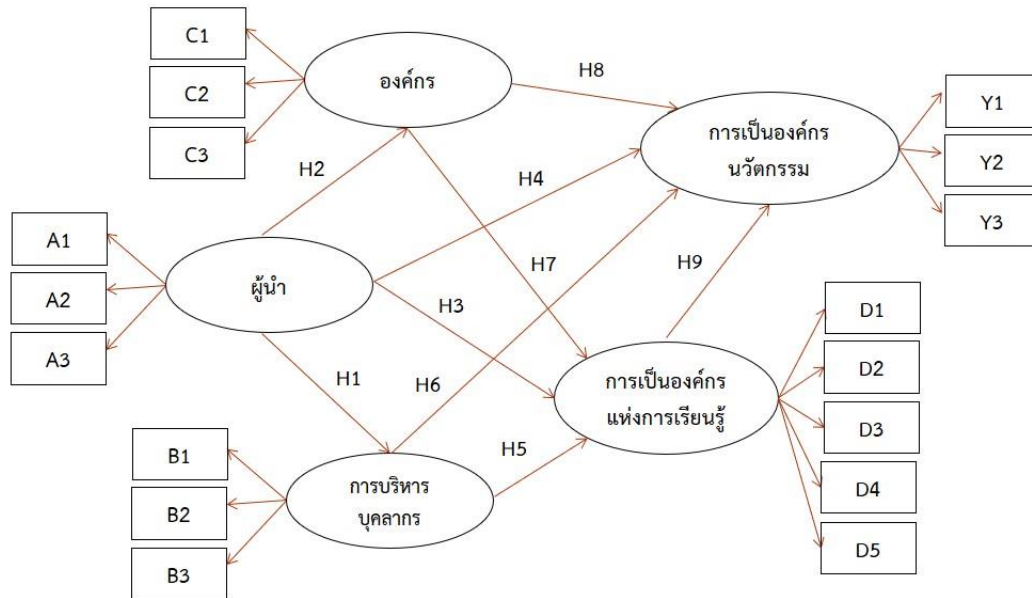 C1
C2
C3
องค์กร
H8
การเป็นองค์กร
นวัตกรรม
Y1
Y2
Y3
H2
H4
A1
A2
A3
ผู้นำ
H7
H9
H3
H1
H6
H5
การเป็นองค์กร
แห่งการเรียนรู้
D1
D2
D3
D4
D5
B1
B2
B3
การบริหาร
บุคลากร